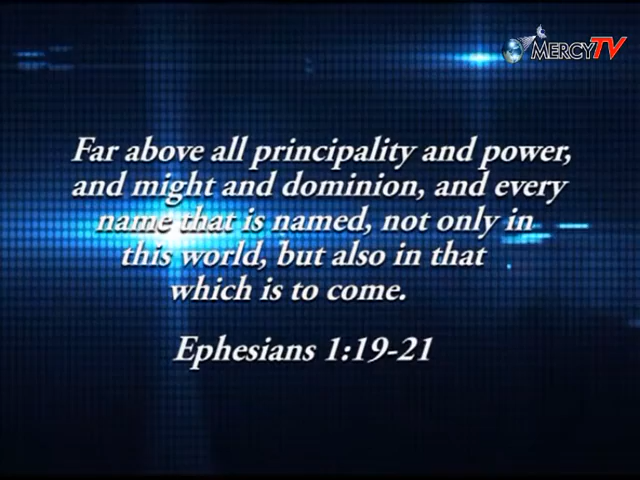 MERCYTV
Far above all principality and power,
and might and dominion, and every
name that is named, not only in
this world, but also in that
which is to come.
Ephesians 1:19-21